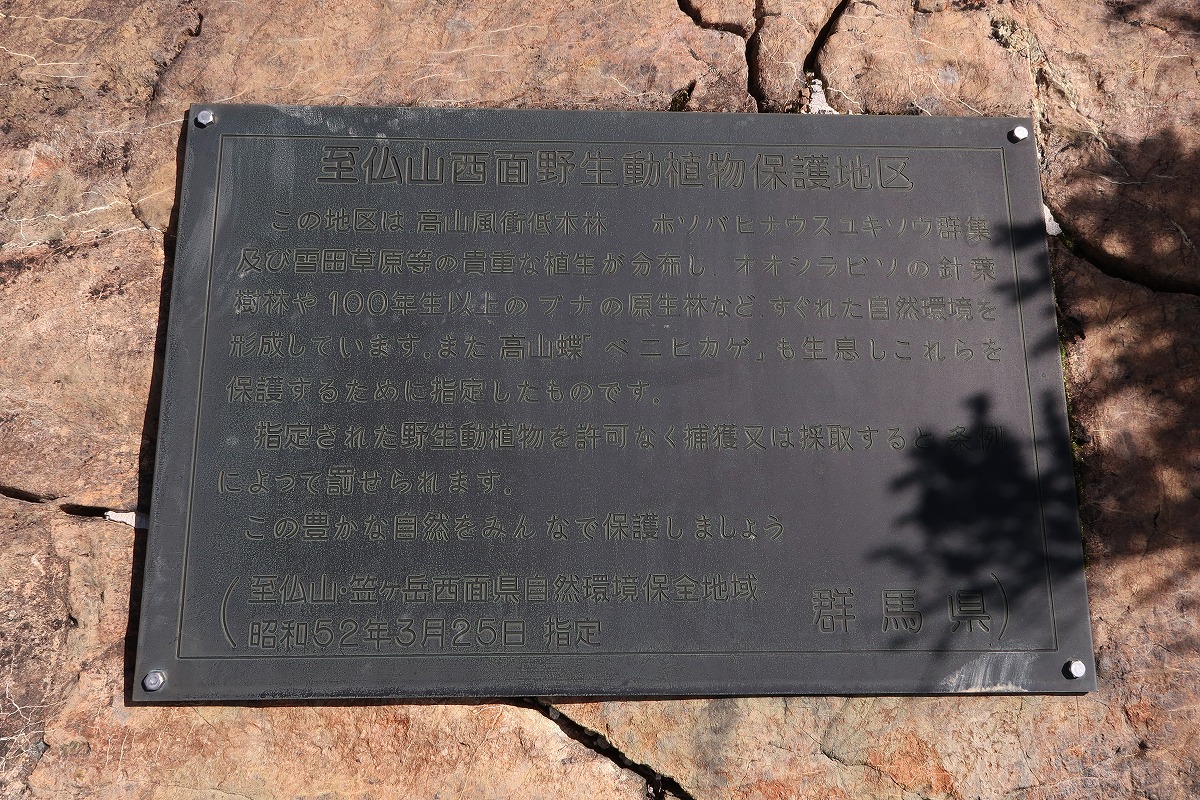 至仏山西面野生動植物保護地区
この地区は 高山風衝低木林　ホソバヒナウスユキソウ群集
及び雪田草原等の貴重な植生が分布し、オオシラビソの針葉
樹林や100年生以上のブナの原生林など、すぐれた自然環境を
形成しています。また高山蝶「ベニヒカゲ」も生息しこれらを
保護するために指定したものです。
指定された野生動植物を許可なく捕獲又は採取すると 条例
によつて罰せられます。
この豊かな自然をみんなで保護しましょう
(至仏山・笠ヶ岳西面県自然環境保全地域
昭和52年3月25日 指定 群馬県)